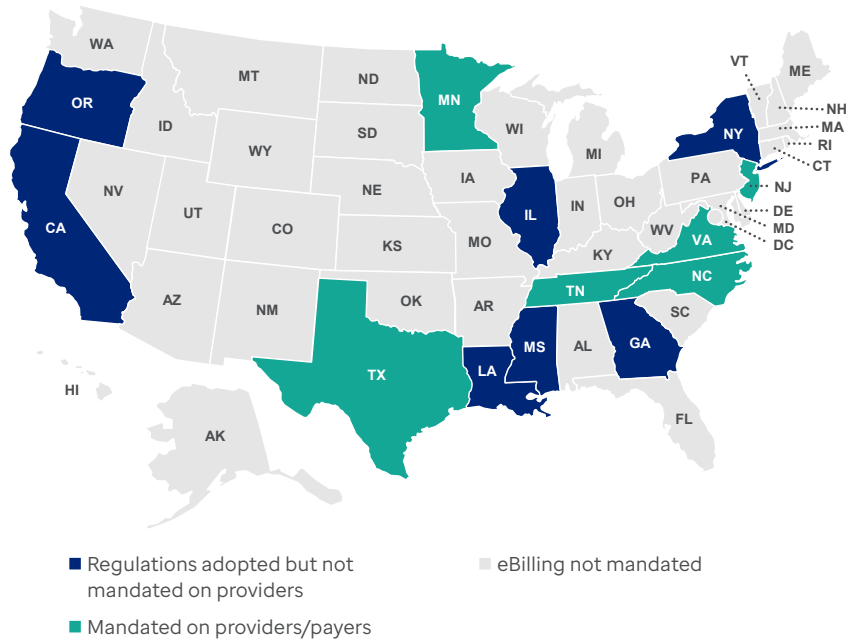 WA
MT
ND
MN
VT
ME
OR
ID
SD
WI
MI
NY
NH
MA
RI
CT
WY
NV
UT
CO
NE
IA
IL
IN
OH
PA
NJ
DE
MD
DC
CA
KS
MO
KY
WV
VA
AZ
NM
OK
AR
TN
NC
SC
TX
LA
MS
AL
GA
FL
HI
AK
Regulations adopted but not
mandated on providers
eBilling not mandated
Mandated on providers/payers